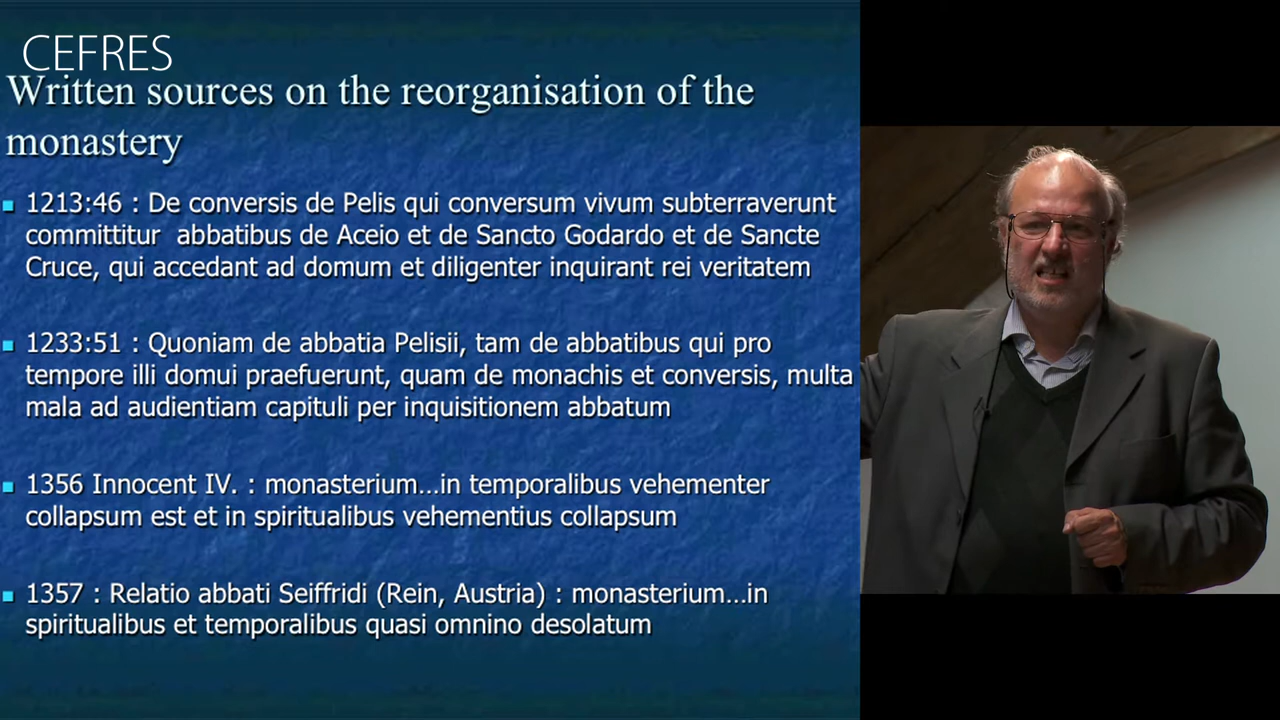 CEFRES
Written sources on the reorganisation of the
monastery
1213:46 : De conversis de Pelis qui conversum vivum subterraverunt
committitur abbatibus de Aceio et de Sancto Godardo et de Sancte
Cruce, qui accedant ad domum et diligenter inquirant rei veritatem
1233:51 : Quoniam de abbatia Pelisii, tam de abbatibus qui pro
tempore illi domui praefuerunt, quam de monachis et conversis, multa
mala ad audientiam capituli per inquisitionem abbatum
1356 Innocent IV. : monasterium...in temporalibus vehementer
collapsum est et in spiritualibus vehementius collapsum
1357 : Relatio abbati Seiffridi (Rein, Austria) : monasterium...in
spiritualibus et temporalibus quasi omnino desolatum